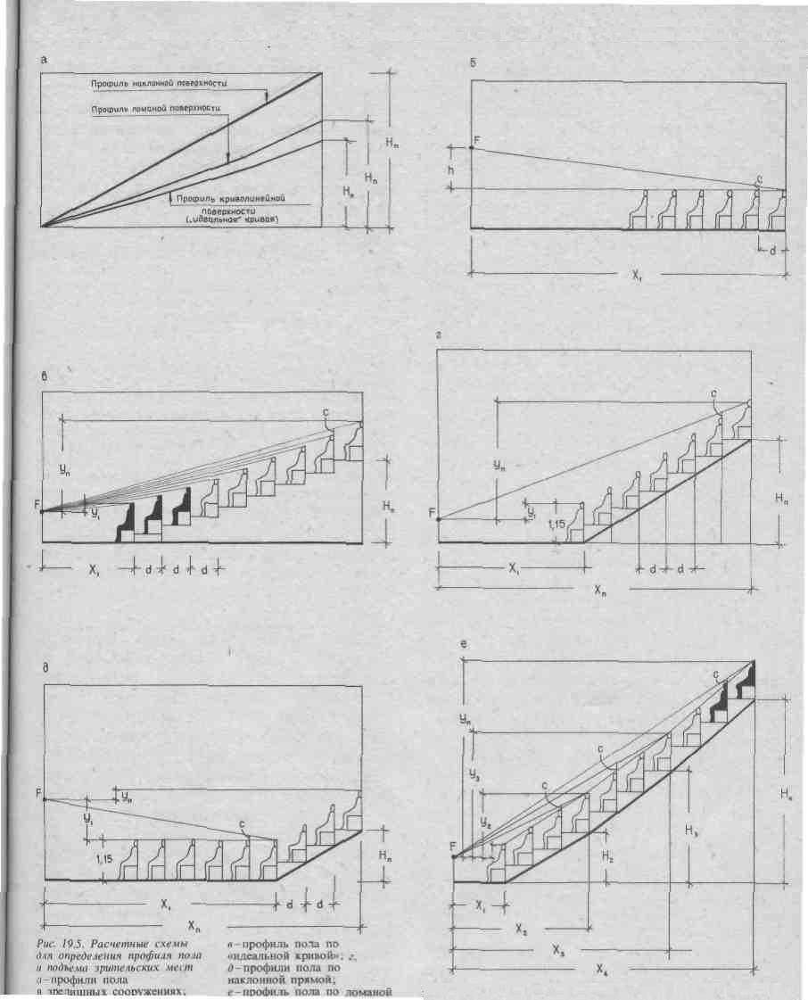 а
Профиль наклонной поверхности
Профиль ломаной поверхности
Профиль криволинейной
поверхности
(„идеальная" кривая)
Hп
Hп
Hп
б
F
h
c
d
X₁
в
c
yп
F
y₁
Hп
X₁
d
d
d
г
c
yп
F
y₁
1,15
Hп
X₁
d
d
Xп
д
F
yп
y₁
c
1,15
Hп
X₁
d
d
Xп
е
c
yп
c
y₃
c
y₂
F
H₂
H₃
H₄
X₁
X₂
X₃
X₄
Рис. 19.5. Расчетные схемы
для определения профиля пола
и подъема зрительских мест
а–профили пола
в зрелищных сооружениях;
в–профиль пола по
«идеальной кривой»; г,
д–профили пола по
наклонной прямой;
е–профиль пола по ломаной